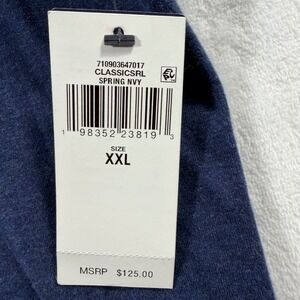 710903647017
CLASSICSRL
SPRING NVY
1 98352 23819 3
SIZE
XXL
MSRP $125.00